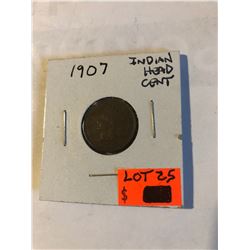 1907
INDIAN
HEAD
CENT
LOT 25
$